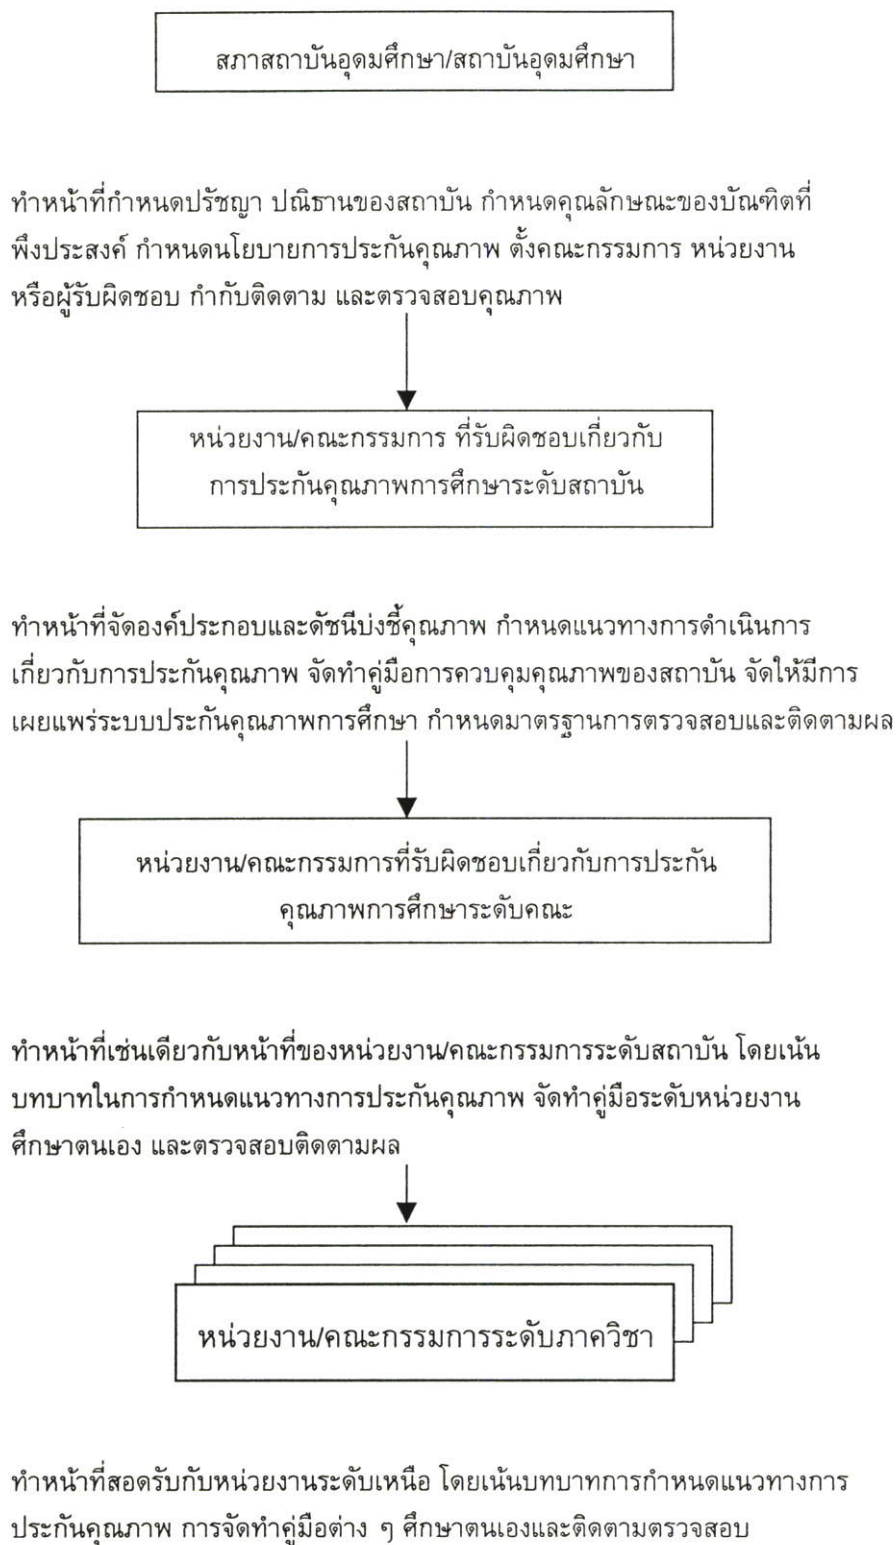 สภาสถาบันอุดมศึกษา/สถาบันอุดมศึกษา
ทำหน้าที่กำหนดปรัชญา ปณิธานของสถาบัน กำหนดคุณลักษณะของบัณฑิตที่
พึงประสงค์ กำหนดนโยบายการประกันคุณภาพ ตั้งคณะกรรมการ หน่วยงาน
หรือผู้รับผิดชอบ กำกับติดตาม และตรวจสอบคุณภาพ
หน่วยงาน/คณะกรรมการ ที่รับผิดชอบเกี่ยวกับ
การประกันคุณภาพการศึกษาระดับสถาบัน
ทำหน้าที่จัดองค์ประกอบและดัชนีบ่งชี้คุณภาพ กำหนดแนวทางการดำเนินการ
เกี่ยวกับการประกันคุณภาพ จัดทำคู่มือการควบคุมคุณภาพของสถาบัน จัดให้มีการ
เผยแพร่ระบบประกันคุณภาพการศึกษา กำหนดมาตรฐานการตรวจสอบและติดตามผล
หน่วยงาน/คณะกรรมการที่รับผิดชอบเกี่ยวกับการประกัน
คุณภาพการศึกษาระดับคณะ
ทำหน้าที่เช่นเดียวกับหน้าที่ของหน่วยงาน/คณะกรรมการระดับสถาบัน โดยเน้น
บทบาทในการกำหนดแนวทางการประกันคุณภาพ จัดทำคู่มือระดับหน่วยงาน
ศึกษาตนเอง และตรวจสอบติดตามผล
หน่วยงาน/คณะกรรมการระดับภาควิชา
ทำหน้าที่สอดรับกับหน่วยงานระดับเหนือ โดยเน้นบทบาทการกำหนดแนวทางการ
ประกันคุณภาพ การจัดทำคู่มือต่าง ๆ ศึกษาตนเองและติดตามตรวจสอบ